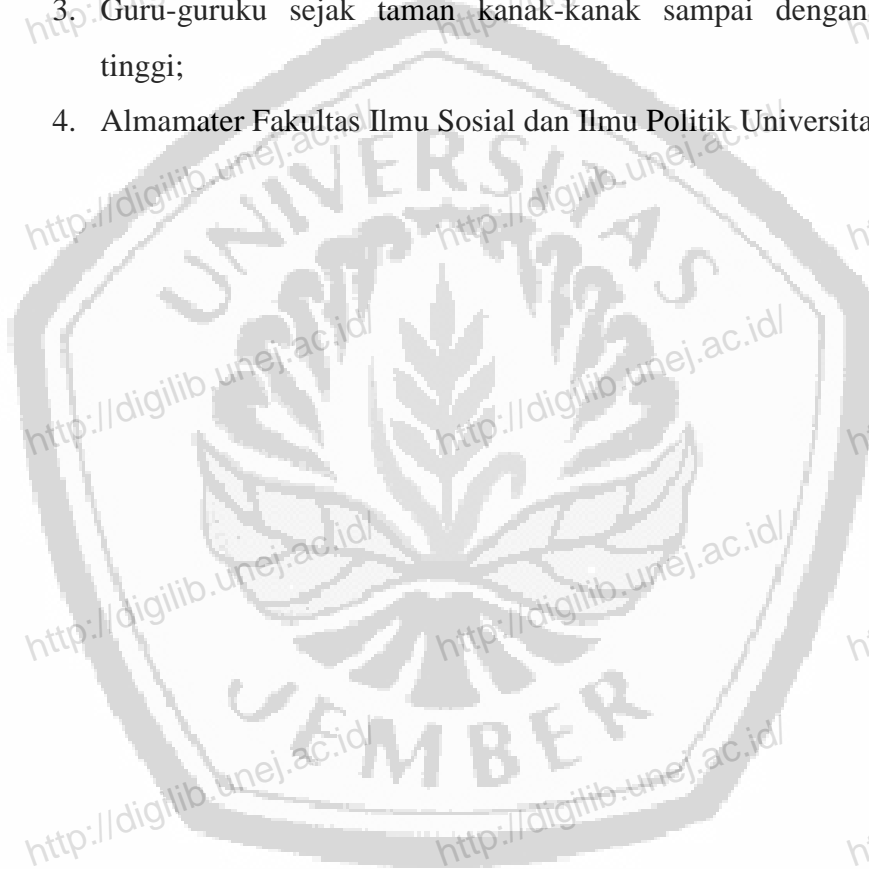 3. Guru-guruku sejak taman kanak-kanak sampai dengan
tinggi;
4. Almamater Fakultas Ilmu Sosial dan Ilmu Politik
http://digilib.unej.ac.id/
http://digilib.unej.ac.id/
UNIVERSITAS
http://digilib.unej.ac.id/
http://digilib.unej.ac.id/
http://digilib.unej.ac.id/
http://digilib.unej.ac.id/
JEMBER
http://digilib.unej.ac.id/
http://digilib.unej.ac.id/